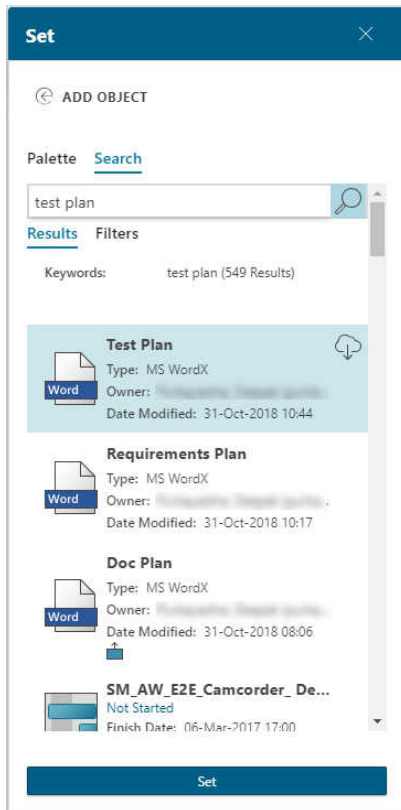 Set
ADD OBJECT
Palette Search
test plan
Results Filters
Keywords: test plan (549 Results)
Test Plan
Type: MS WordX
Word
Owner:
Date Modified: 31-Oct-2018 10:44
Requirements Plan
Type: MS WordX
Word
Owner:
Date Modified: 31-Oct-2018 10:17
Doc Plan
Type: MS WordX
Word
Owner:
Date Modified: 31-Oct-2018 08:06
SM_AW_E2E_Camcorder_ De...
Not Started
Finish Date: 06-Mar-2017 17:00
Set